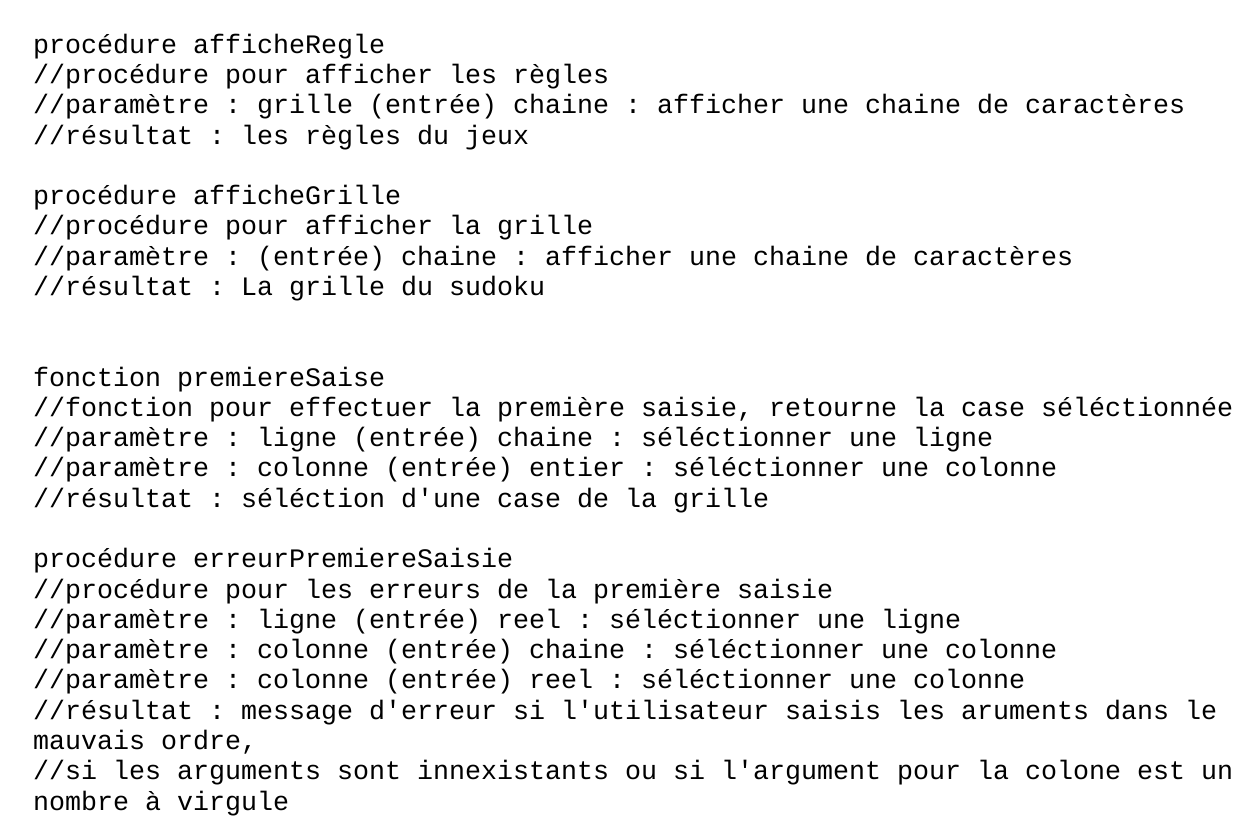 procédure afficheRegle
//procédure pour afficher les règles
//paramètre : grille (entrée) chaine : afficher une chaine de caractères
//résultat : les règles du jeux
procédure afficheGrille
//procédure pour afficher la grille
//paramètre : (entrée) chaine : afficher une chaine de caractères
//résultat : La grille du sudoku
fonction premiereSaise
//fonction pour effectuer la première saisie, retourne la case séléctionnée
//paramètre : ligne (entrée) chaine : séléctionner une ligne
//paramètre : colonne (entrée) entier : séléctionner une colonne
//résultat : séléction d'une case de la grille
procédure erreurPremiereSaisie
//procédure pour les erreurs de la première saisie
//paramètre : ligne (entrée) reel : séléctionner une ligne
//paramètre : colonne (entrée) chaine : séléctionner une colonne
//paramètre : colonne (entrée) reel : séléctionner une colonne
//résultat : message d'erreur si l'utilisateur saisis les aruments dans le
mauvais ordre,
//si les arguments sont innexistants ou si l'argument pour la colone est un
nombre à virgule